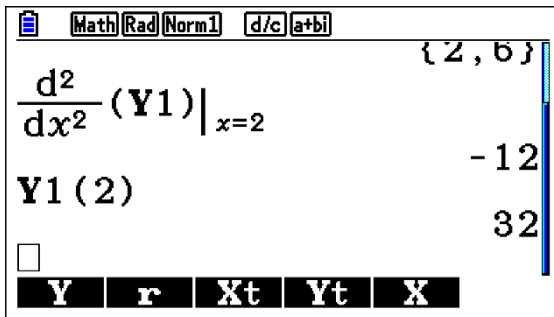 Math Rad Norm1 d/c a+bi
{2,6}
d²/dx² (Y1)|x=2
-12
Y1(2)
32
Y r Xt Yt X